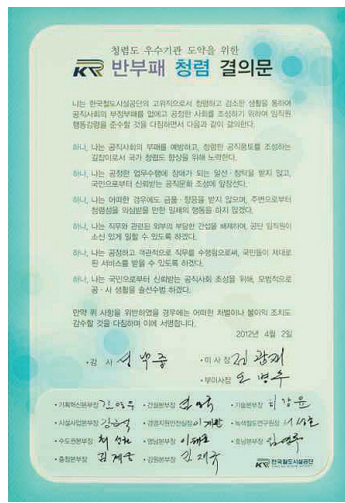 청렴도 우수기관 도약을 위한
KR 반부패 청렴 결의문
나는 한국철도시설공단의 고위직으로서 청렴하고 검소한 생활을 통하여
공직사회의 부정부패를 없애고 공정한 사회를 조성하기 위하여 임직원
행동강령을 준수할 것을 다짐하면서 다음과 같이 결의한다.
하나, 나는 공직사회의 부패를 예방하고, 청렴한 공직풍토를 조성하는
길잡이로서 국가 청렴도 향상을 위해 노력한다.
하나, 나는 공정한 업무수행에 장애가 되는 알선·청탁을 받지 않고,
국민으로부터 신뢰받는 공직문화 조성에 앞장선다.
하나, 나는 어떠한 경우에도 금품·향응을 받지 않으며, 주변으로부터
청렴성을 의심받을 만한 일체의 행동을 하지 않겠다.
하나, 나는 직무와 관련된 외부의 부당한 간섭을 배제하여, 공단 임직원이
소신 있게 일할 수 있도록 하겠다.
하나, 나는 공정하고 객관적으로 직무를 수행함으로써, 국민들이 제대로
된 서비스를 받을 수 있도록 하겠다.
하나, 나는 국민으로부터 신뢰받는 공직사회 조성을 위해, 모범적으로
공·사 생활을 솔선수범 하겠다.
만약 위 사항을 위반하였을 경우에는 어떠한 처벌이나 불이익 조치도
감수할 것을 다짐하며 이에 서명합니다.
2012년 4월 2일
·감 사 ·이 사 장 김광재
·부이사장 오병수
·기획혁신본부장 ·건설본부장 ·기술본부장
·시설사업본부장 ·경영지원안전실장 ·녹색철도연구원장
·수도권본부장 ·영남본부장 ·호남본부장
·충청본부장 ·강원본부장
KR 한국철도시설공단